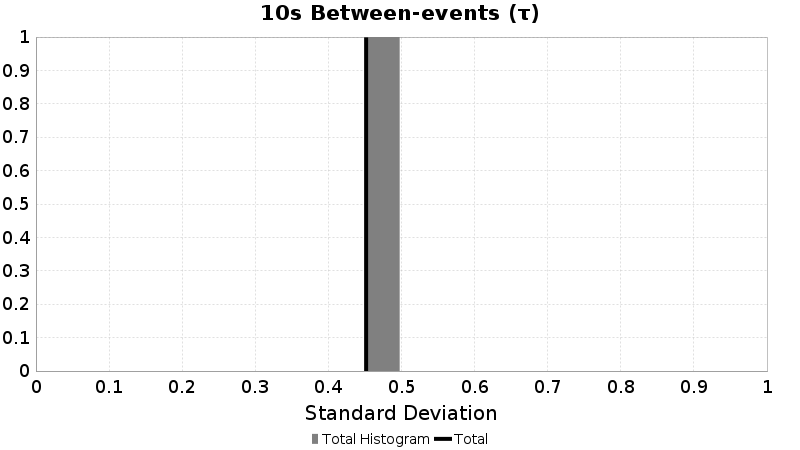 10s Between-events (τ)
1
0.9
0.8
0.7
0.6
0.5
0.4
0.3
0.2
0.1
0
0 0.1 0.2 0.3 0.4 0.5 0.6 0.7 0.8 0.9 1
Standard Deviation
Total Histogram Total